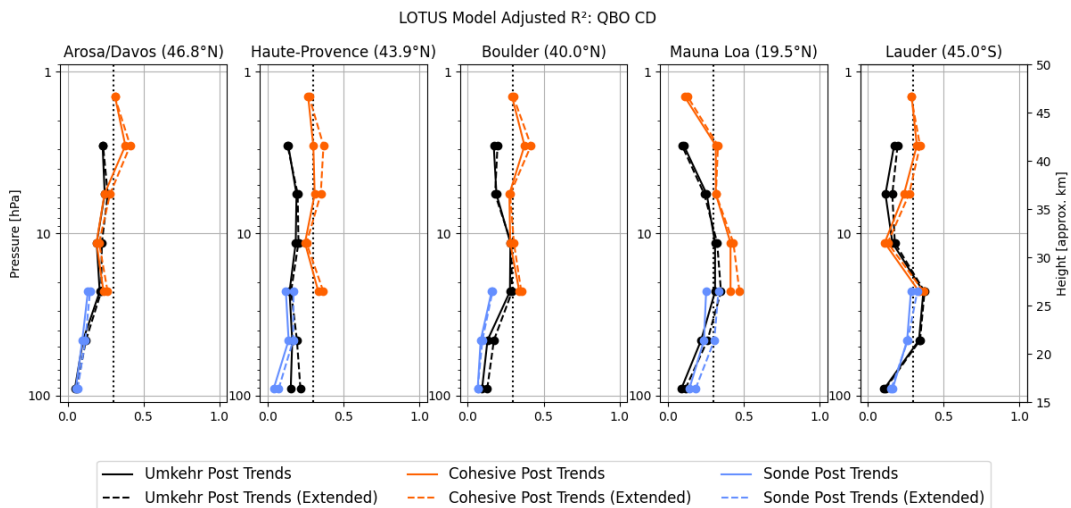 LOTUS Model Adjusted R²: QBO CD
Arosa/Davos (46.8°N) Haute-Provence (43.9°N) Boulder (40.0°N) Mauna Loa (19.5°N) Lauder (45.0°S)
1 1 1 1 1 50
45
40
Pressure [hPa] Height [approx. km]
35
10 10 10 10 10
30
25
20
100 100 100 100 100
15
0.0 0.5 1.0 0.0 0.5 1.0 0.0 0.5 1.0 0.0 0.5 1.0 0.0 0.5 1.0
Umkehr Post Trends Cohesive Post Trends Sonde Post Trends
Umkehr Post Trends (Extended) Cohesive Post Trends (Extended) Sonde Post Trends (Extended)